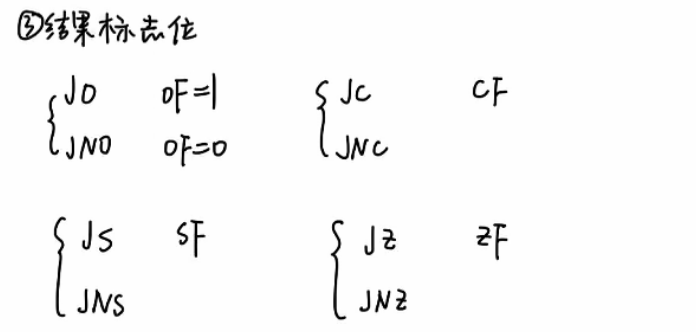 ③结果标志位
JO OF=1 JC CF
JNO OF=0 JNC
JS SF JZ ZF
JNS JNZ